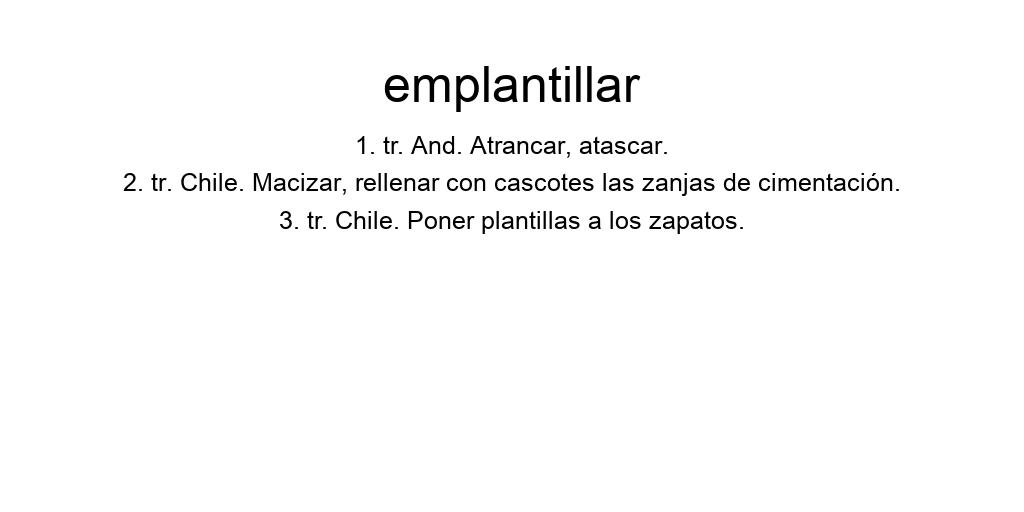 emplantillar
1. tr. And. Atrancar, atascar.
2. tr. Chile. Macizar, rellenar con cascotes las zanjas de cimentación.
3. tr. Chile. Poner plantillas a los zapatos.